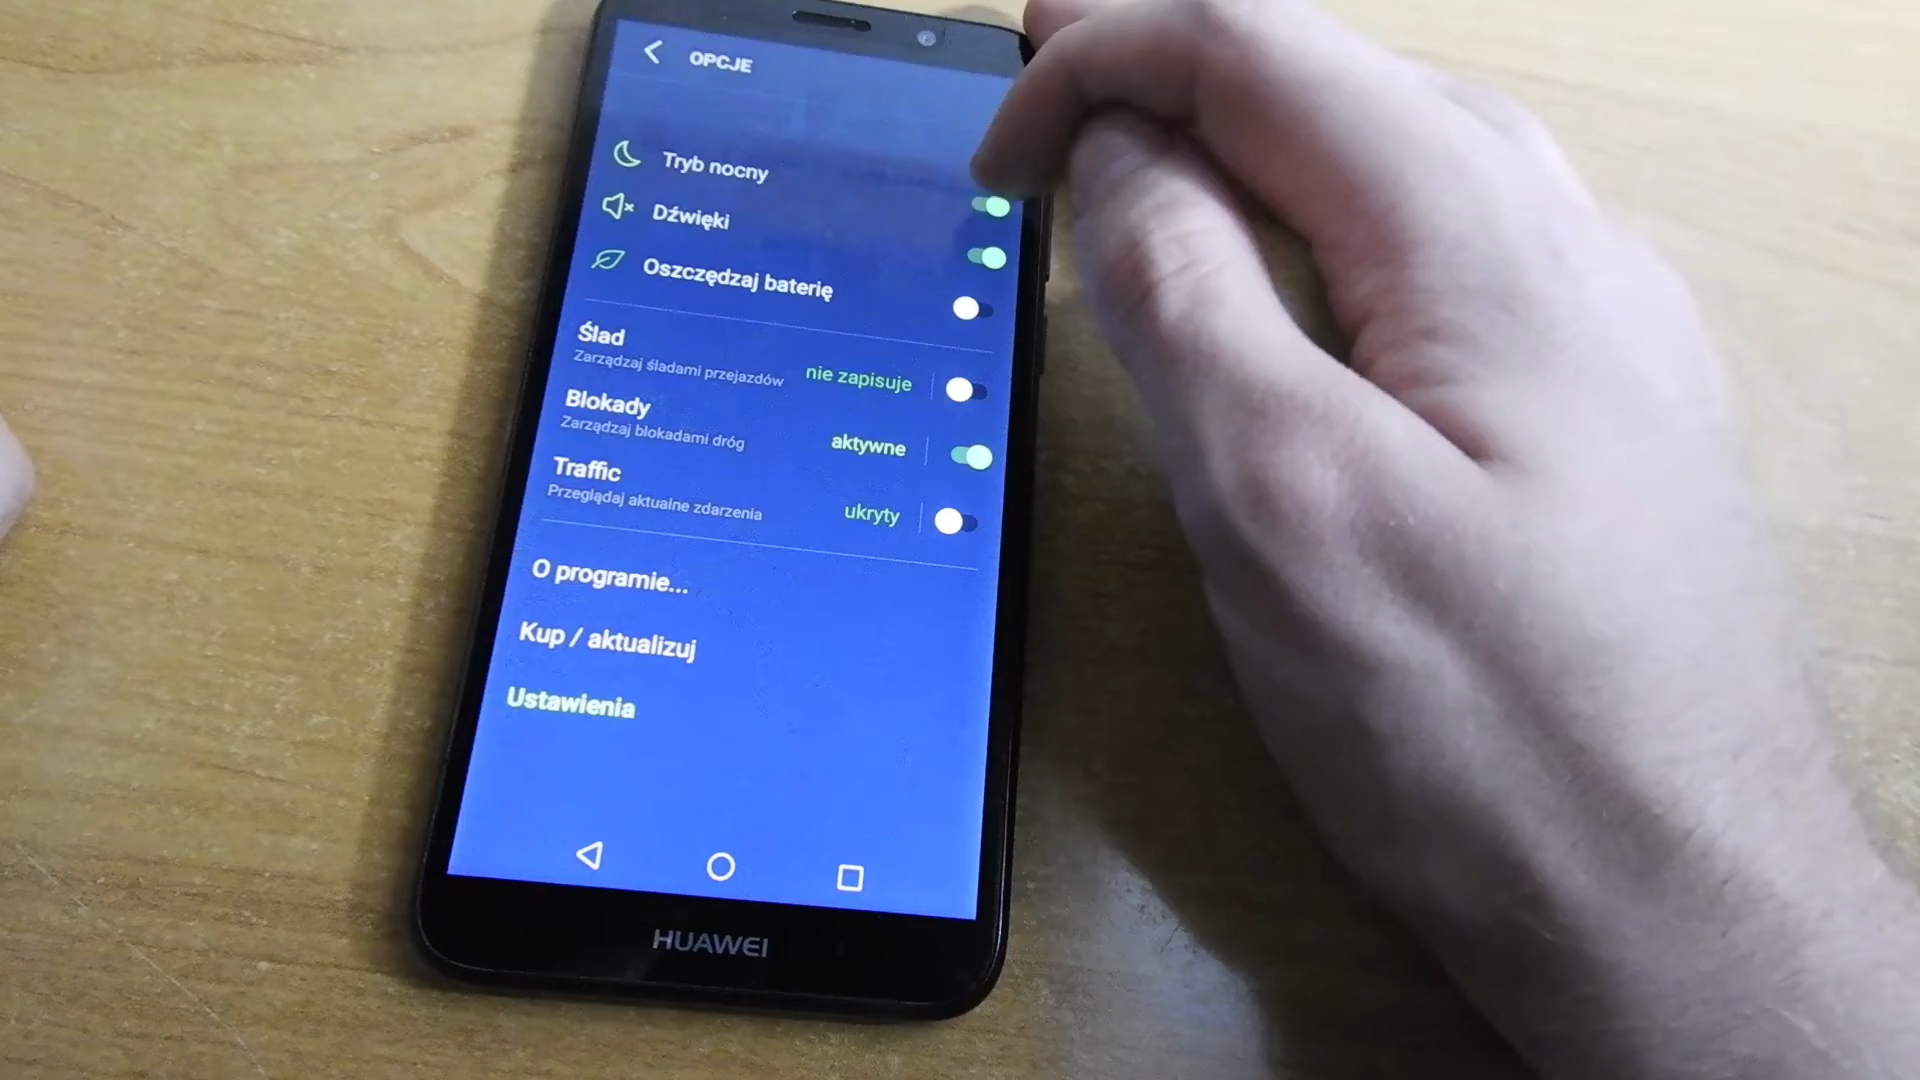 OPCJE
Tryb nocny
Dźwięki
Oszczędzaj baterię
Ślad
Zarządzaj śladami przejazdów
nie zapisuje
Blokady
Zarządzaj blokadami dróg
aktywne
Traffic
Przeglądaj aktualne zdarzenia
ukryty
O programie...
Kup / aktualizuj
Ustawienia
HUAWEI